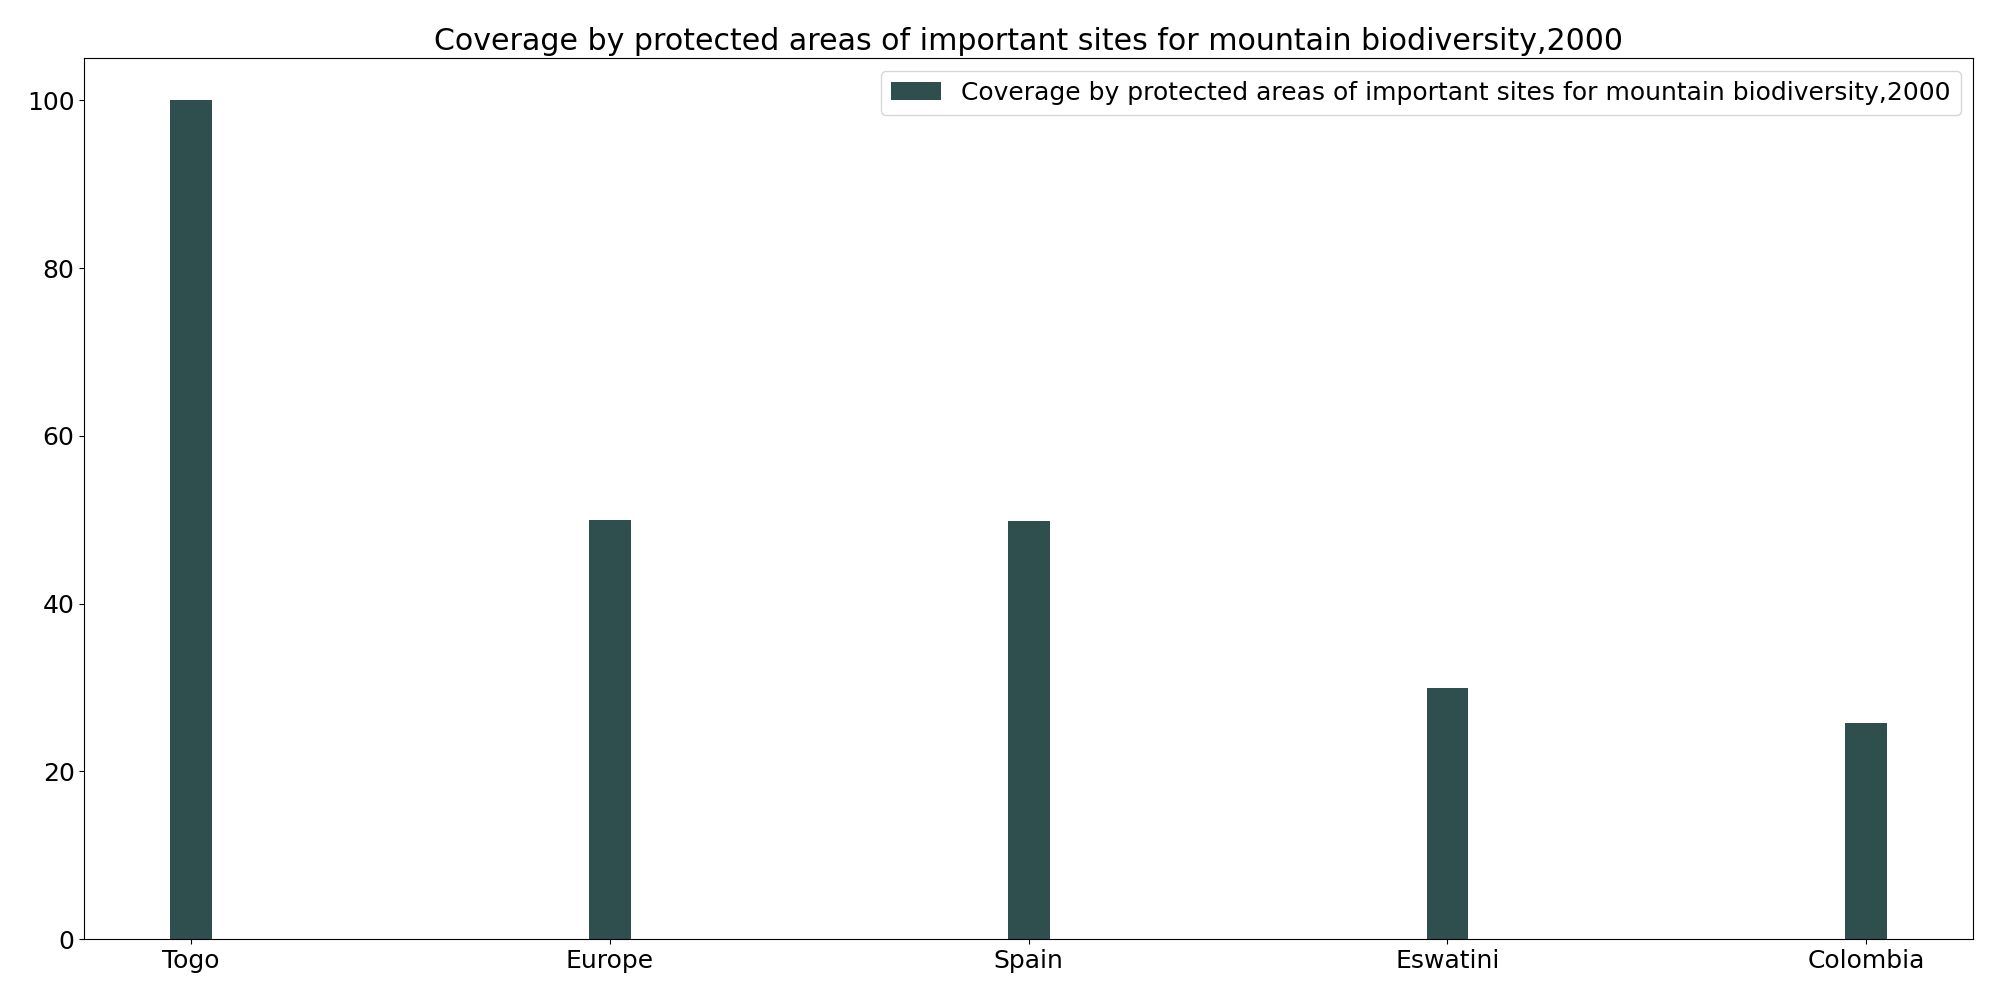 Coverage by protected areas of important sites for mountain biodiversity,2000
Coverage by protected areas of important sites for mountain biodiversity,2000
100
80
60
40
20
0
Togo
Europe
Spain
Eswatini
Colombia